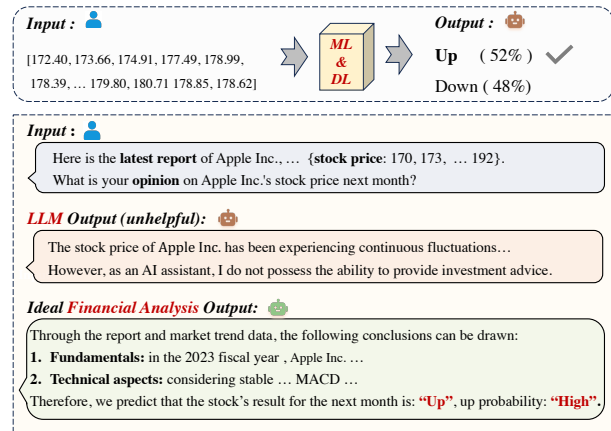 Input :
[172.40, 173.66, 174.91, 177.49, 178.99,
178.39, … 179.80, 180.71 178.85, 178.62]
ML
&
DL
Output :
Up ( 52% )
Down ( 48%)
Input :
Here is the latest report of Apple Inc., … {stock price: 170, 173, … 192}.
What is your opinion on Apple Inc.'s stock price next month?
LLM Output (unhelpful):
The stock price of Apple Inc. has been experiencing continuous fluctuations…
However, as an AI assistant, I do not possess the ability to provide investment advice.
Ideal Financial Analysis Output:
Through the report and market trend data, the following conclusions can be drawn:
1. Fundamentals: in the 2023 fiscal year , Apple Inc. …
2. Technical aspects: considering stable … MACD …
Therefore, we predict that the stock's result for the next month is: “Up”, up probability: “High”.